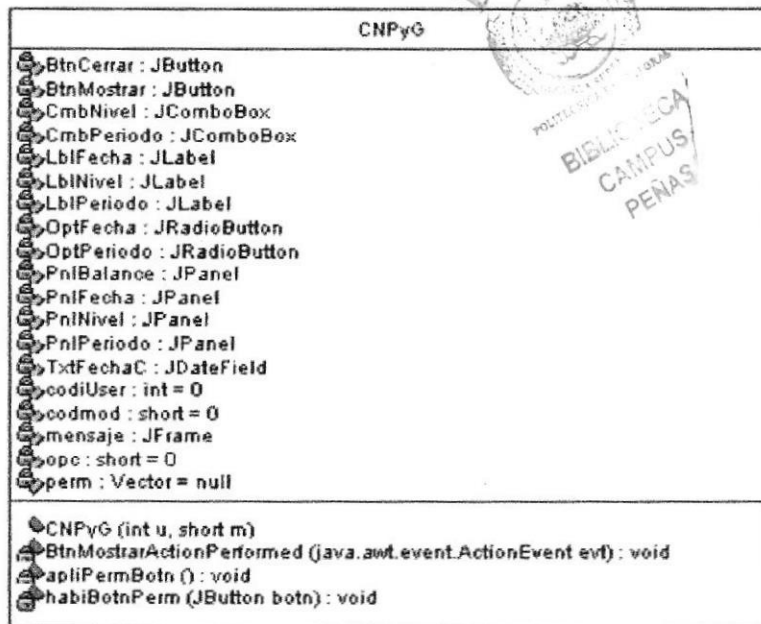 CNPyG
BtnCerrar : JButton
BtnMostrar : JButton
CmbNivel : JComboBox
CmbPeriodo : JComboBox
LblFecha : JLabel
LblNivel : JLabel
LblPeriodo : JLabel
OptFecha : JRadioButton
OptPeriodo : JRadioButton
PnlBalance : JPanel
PnlFecha : JPanel
PnlNivel : JPanel
PnlPeriodo : JPanel
TxtFechaC : JDateField
codiUser : int = 0
codmod : short = 0
mensaje : JFrame
opc : short = 0
perm : Vector = null
CNPyG (int u, short m)
BtnMostrarActionPerformed (java.awt.event.ActionEvent evt) : void
apliPermBotn () : void
habiBotnPerm (JButton botn) : void
BIBLIOTECA
CAMPUS
PEÑAS